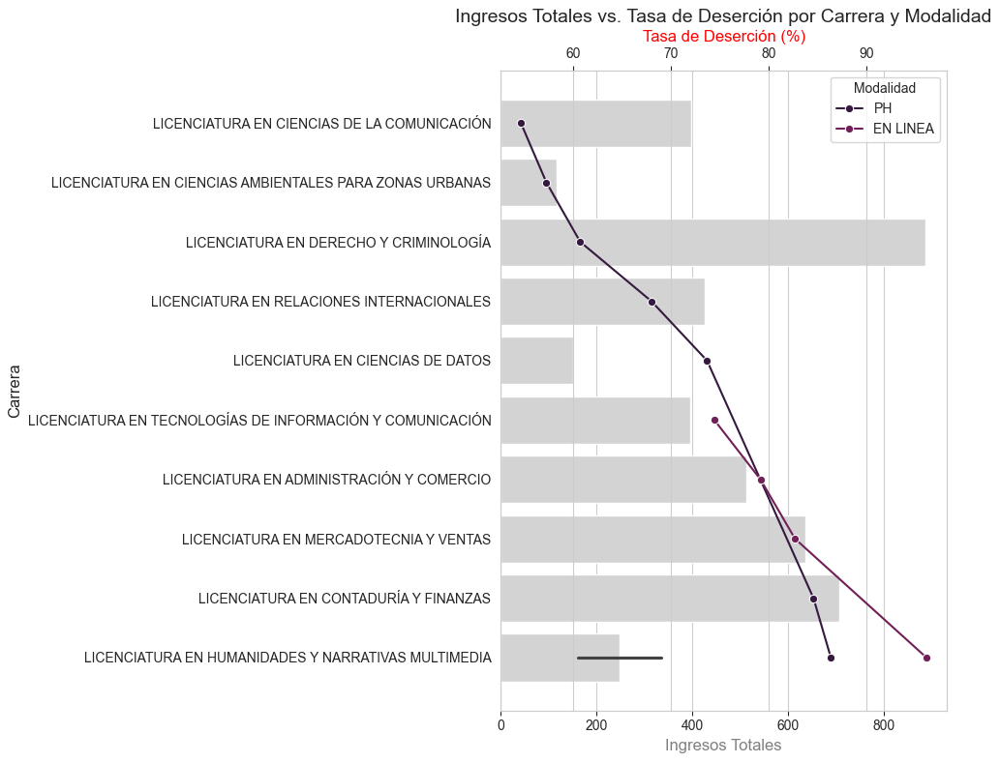 Ingresos Totales vs. Tasa de Deserción por Carrera y Modalidad
Tasa de Deserción (%)
60 70 80 90
Modalidad
PH
EN LINEA
Carrera
LICENCIATURA EN CIENCIAS DE LA COMUNICACIÓN
LICENCIATURA EN CIENCIAS AMBIENTALES PARA ZONAS URBANAS
LICENCIATURA EN DERECHO Y CRIMINOLOGÍA
LICENCIATURA EN RELACIONES INTERNACIONALES
LICENCIATURA EN CIENCIAS DE DATOS
LICENCIATURA EN TECNOLOGÍAS DE INFORMACIÓN Y COMUNICACIÓN
LICENCIATURA EN ADMINISTRACIÓN Y COMERCIO
LICENCIATURA EN MERCADOTECNIA Y VENTAS
LICENCIATURA EN CONTADURÍA Y FINANZAS
LICENCIATURA EN HUMANIDADES Y NARRATIVAS MULTIMEDIA
0 200 400 600 800
Ingresos Totales